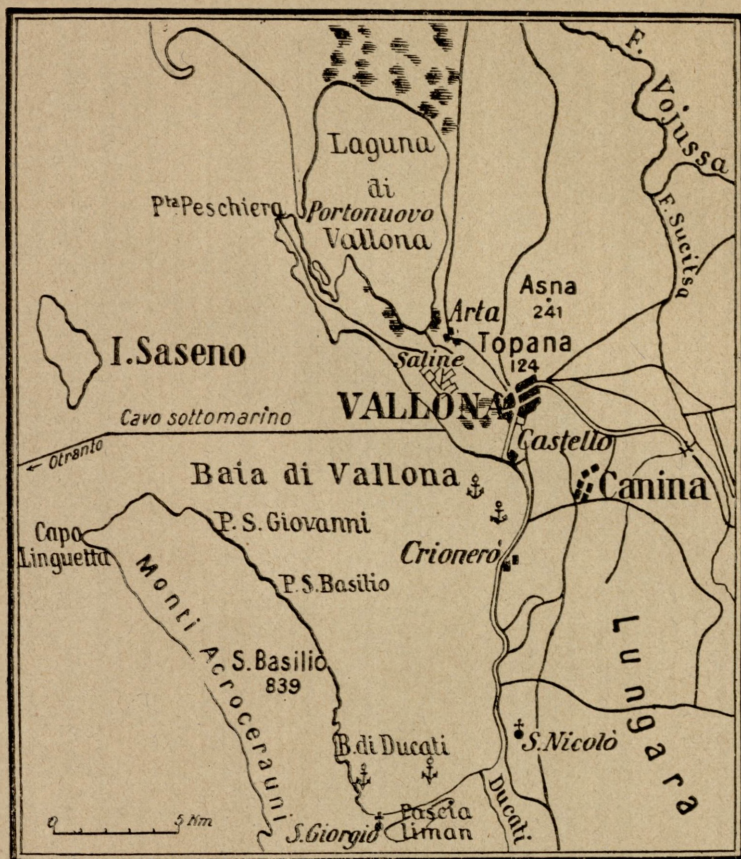 F. Vojussa
Laguna
di
Portonuovo
Vallona
Pta Peschiera
F. Sucitsa
Asna
241
Arta
Topana
124
I. Saseno
Saline
VALLONA
Cavo sottomarino
← Otranto
Castello
Baia di Vallona
Canina
P. S. Giovanni
Capo
Linguetta
Crionerò
P. S. Basilio
Monti Acrocerauni
S. Basilio
839
Lungara
S. Nicolò
B. di Ducati
Ducati
0 5 Km
Pascia
liman
S. Giorgio